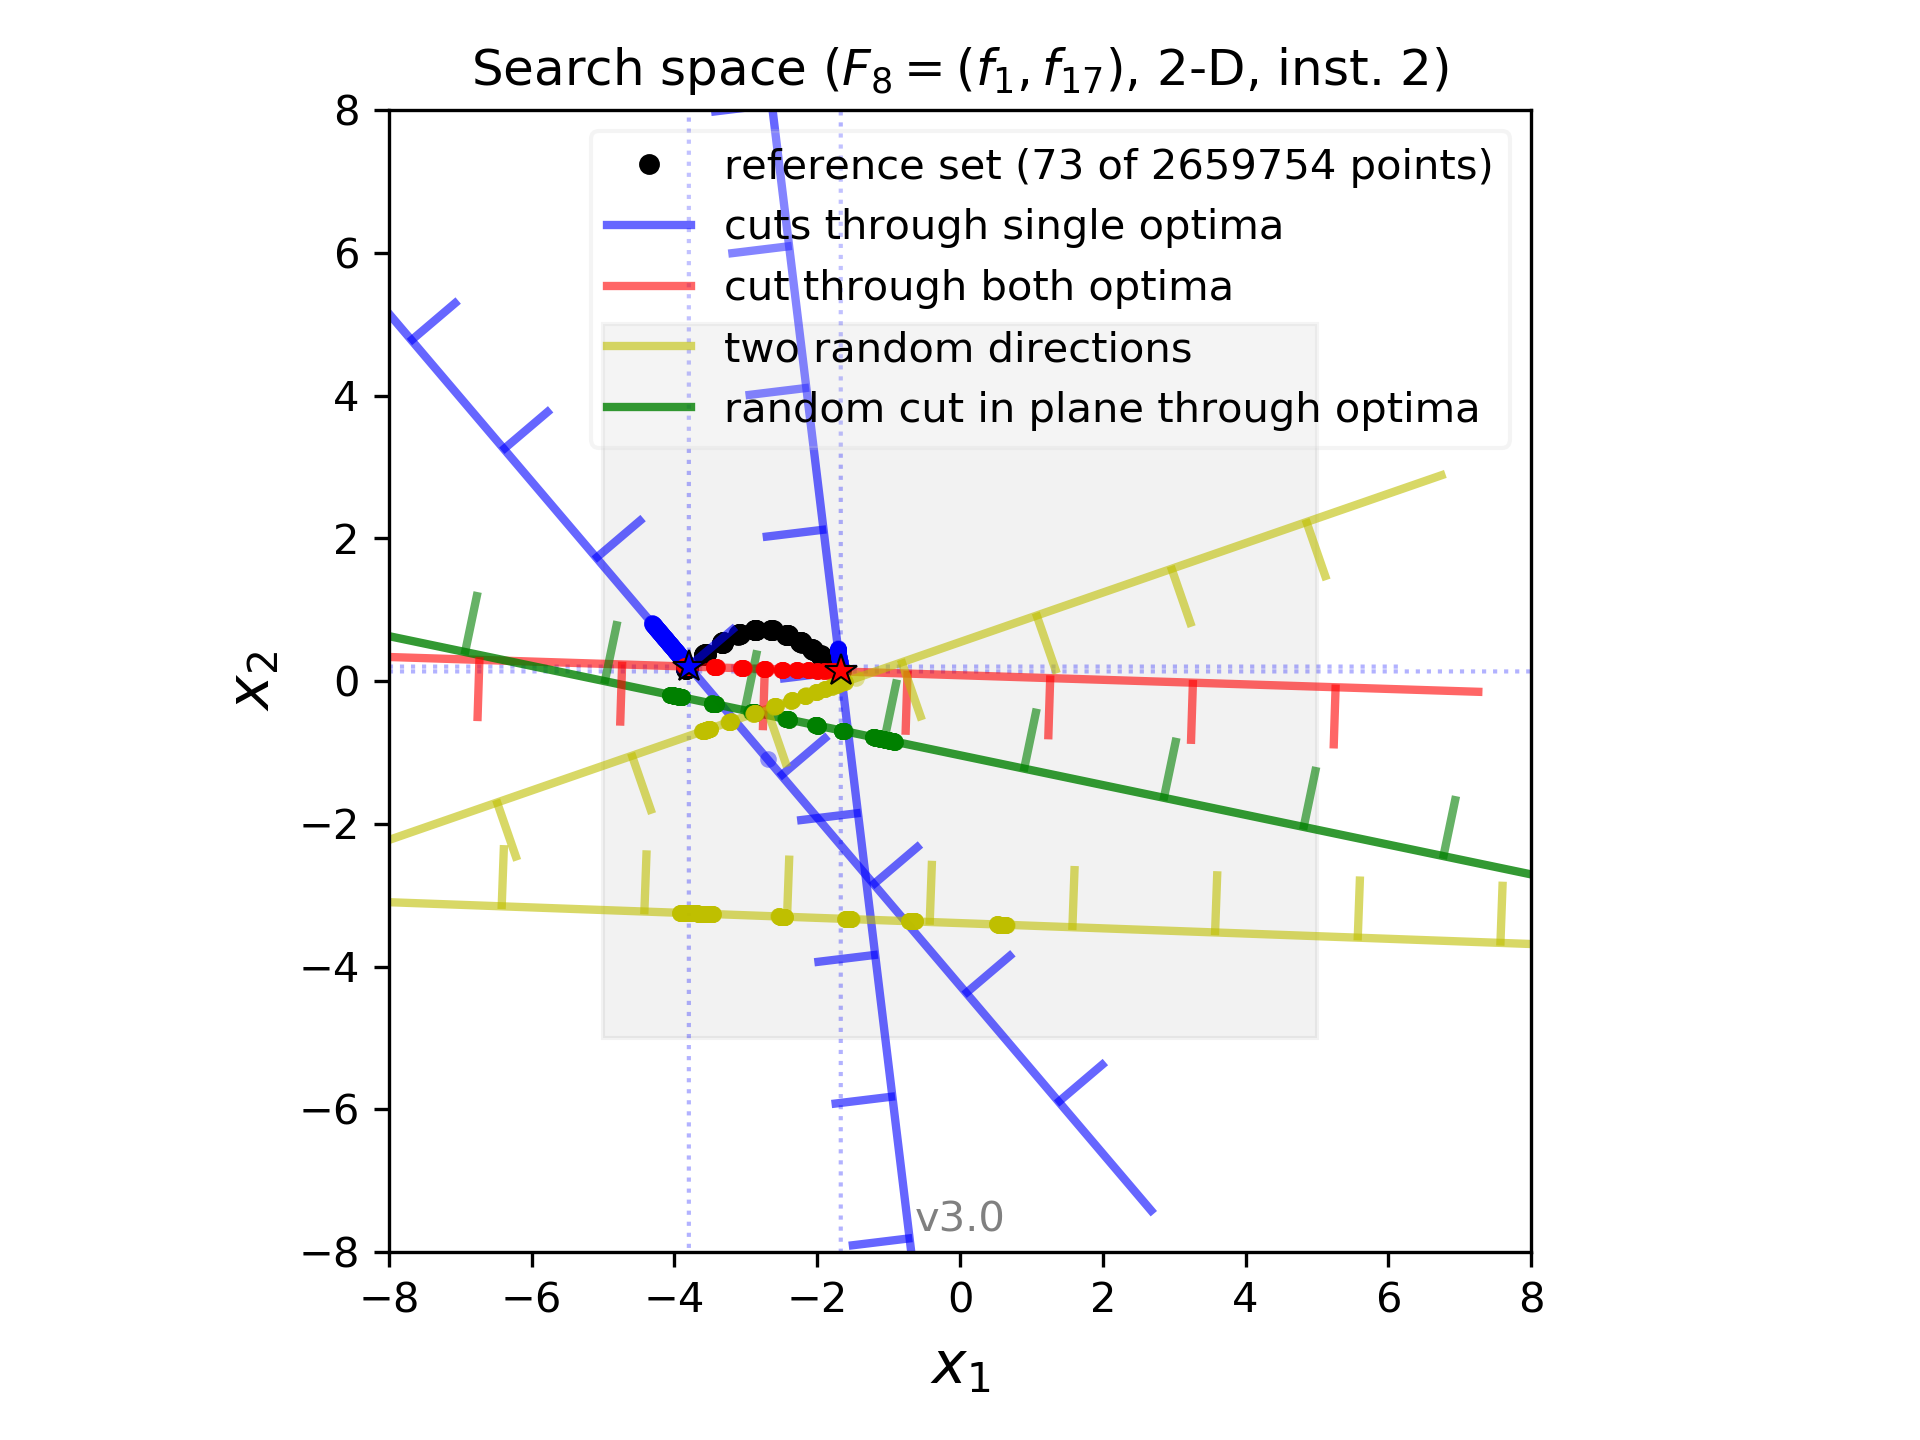 Search space (F₈ = (f₁, f₁₇), 2-D, inst. 2)
reference set (73 of 2659754 points)
cuts through single optima
cut through both optima
two random directions
random cut in plane through optima
8
6
4
2
0
−2
−4
−6
−8
x₂
v3.0
−8 −6 −4 −2 0 2 4 6 8
x₁